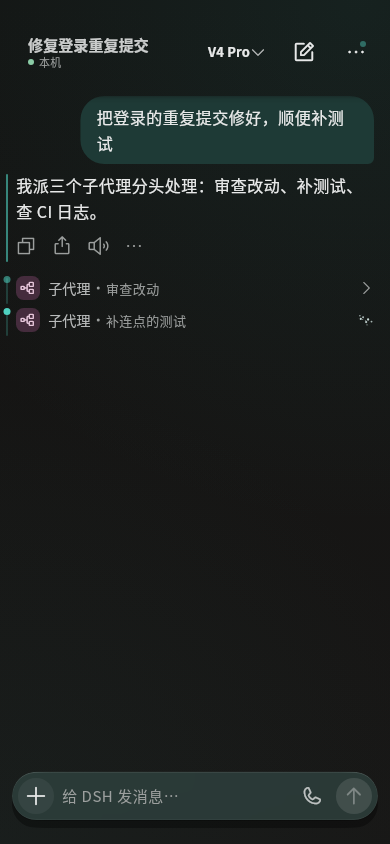 修复登录重复提交
本机
V4 Pro
把登录的重复提交修好，顺便补测
试
我派三个子代理分头处理：审查改动、补测试、
查 CI 日志。
子代理 · 审查改动
子代理 · 补连点的测试
给 DSH 发消息…